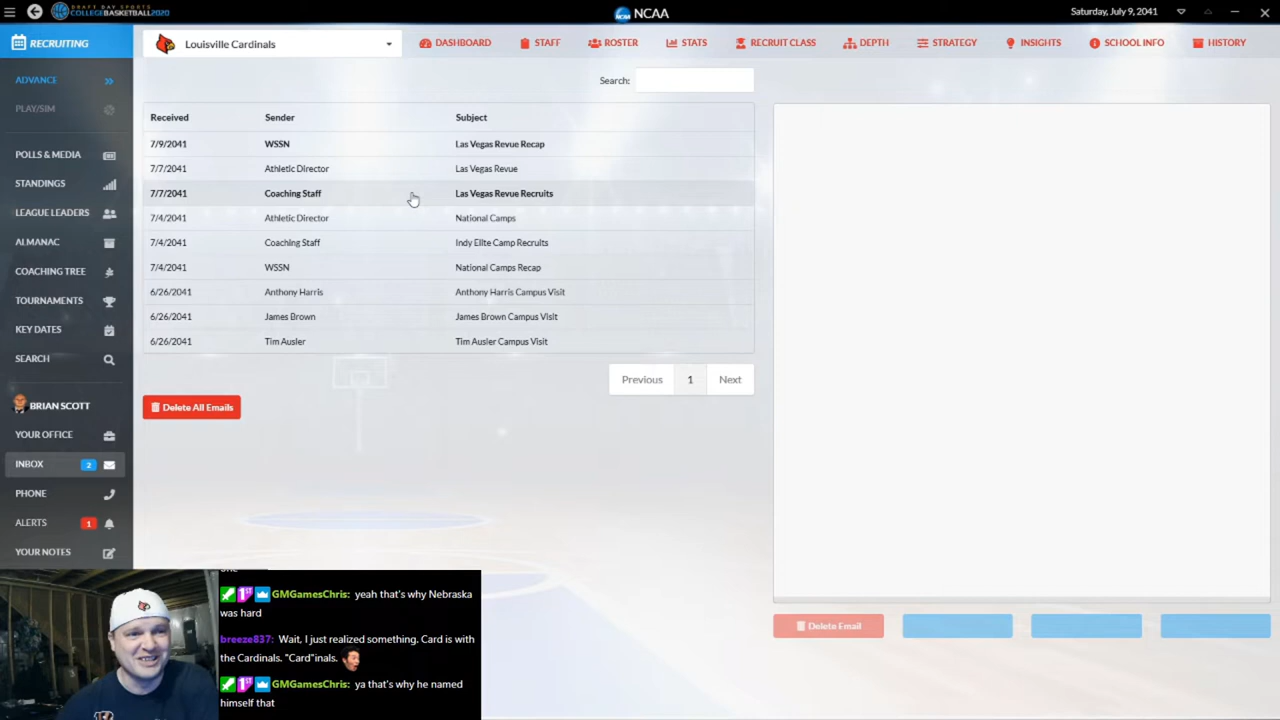 DRAFT DAY SPORTS
COLLEGE BASKETBALL 2020
NCAA
Saturday, July 9, 2041
RECRUITING
Louisville Cardinals
DASHBOARD
STAFF
ROSTER
STATS
RECRUIT CLASS
DEPTH
STRATEGY
INSIGHTS
SCHOOL INFO
HISTORY
ADVANCE
PLAY/SIM
POLLS & MEDIA
STANDINGS
LEAGUE LEADERS
ALMANAC
COACHING TREE
TOURNAMENTS
KEY DATES
SEARCH
BRIAN SCOTT
YOUR OFFICE
INBOX 2
PHONE
ALERTS 1
YOUR NOTES
Search:
Received Sender Subject
7/9/2041 WSSN Las Vegas Revue Recap
7/7/2041 Athletic Director Las Vegas Revue
7/7/2041 Coaching Staff Las Vegas Revue Recruits
7/4/2041 Athletic Director National Camps
7/4/2041 Coaching Staff Indy Elite Camp Recruits
7/4/2041 WSSN National Camps Recap
6/26/2041 Anthony Harris Anthony Harris Campus Visit
6/26/2041 James Brown James Brown Campus Visit
6/26/2041 Tim Ausler Tim Ausler Campus Visit
Previous 1 Next
Delete All Emails
Delete Email
GMGamesChris: yeah that's why Nebraska
was hard
breeze837: Wait, I just realized something. Card is with
the Cardinals. "Card"inals.
GMGamesChris: ya that's why he named
himself that